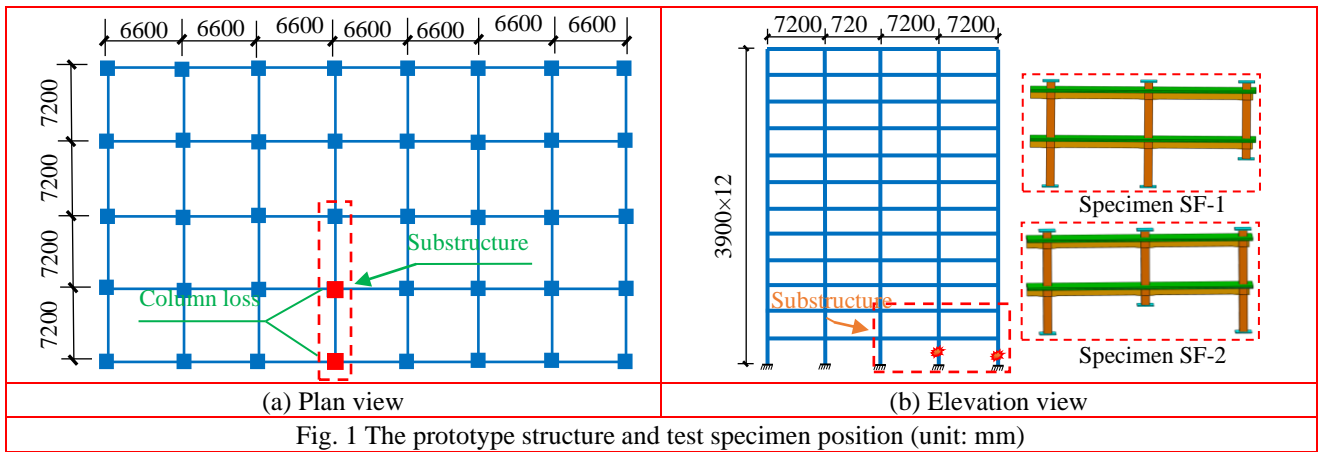 6600 6600 6600 6600 6600 6600 6600
7200
7200
7200
7200
Substructure
Column loss
7200 720 7200 7200
3900×12
Substructure
Specimen SF-1
Specimen SF-2
(a) Plan view
(b) Elevation view
Fig. 1 The prototype structure and test specimen position (unit: mm)